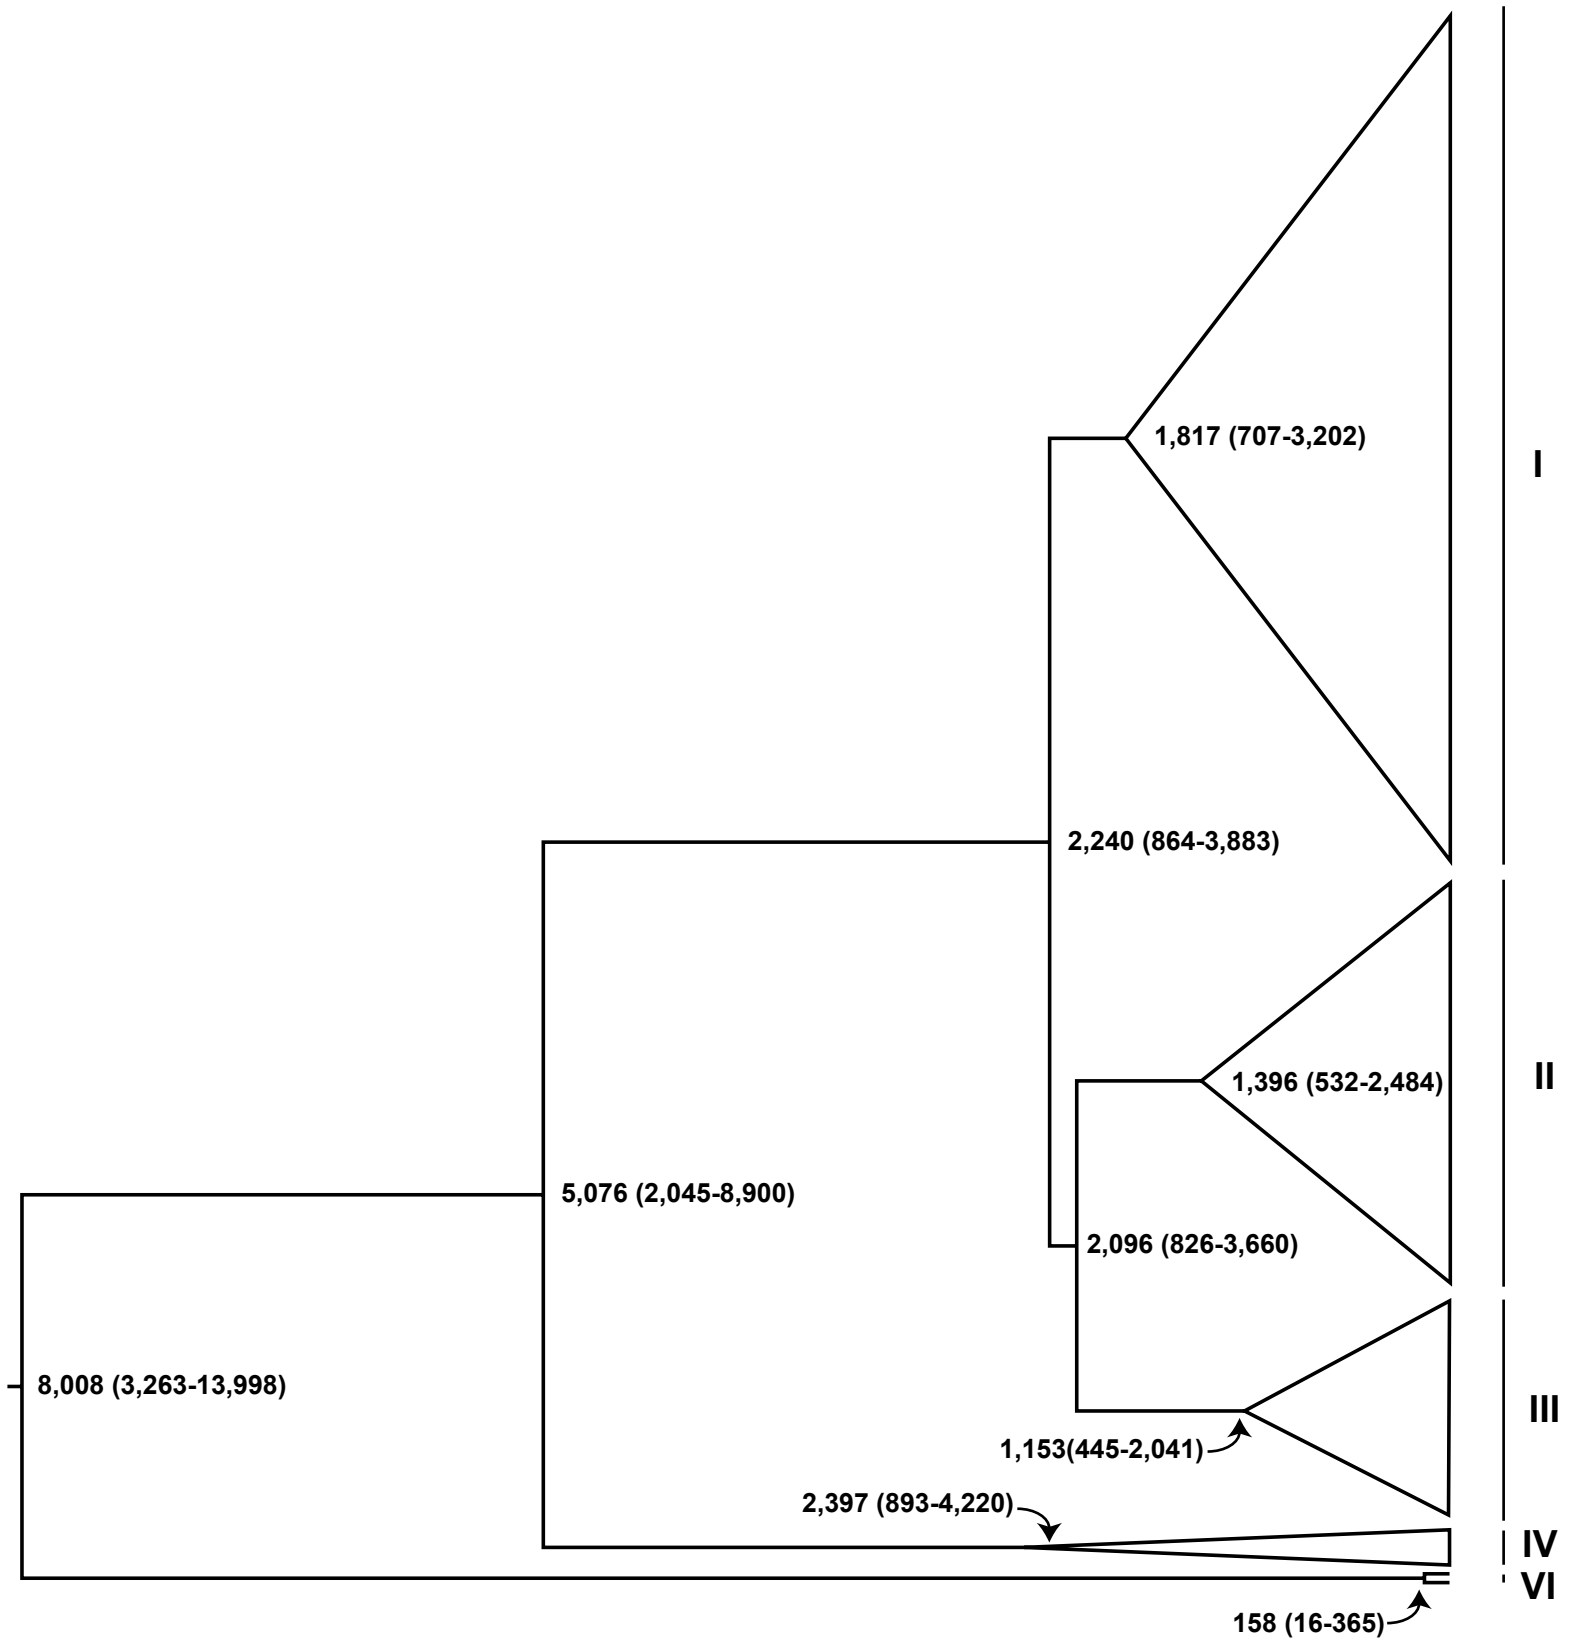 1,817 (707-3,202)
I
2,240 (864-3,883)
1,396 (532-2,484)
II
5,076 (2,045-8,900)
2,096 (826-3,660)
8,008 (3,263-13,998)
III
1,153(445-2,041)
2,397 (893-4,220)
IV
VI
158 (16-365)